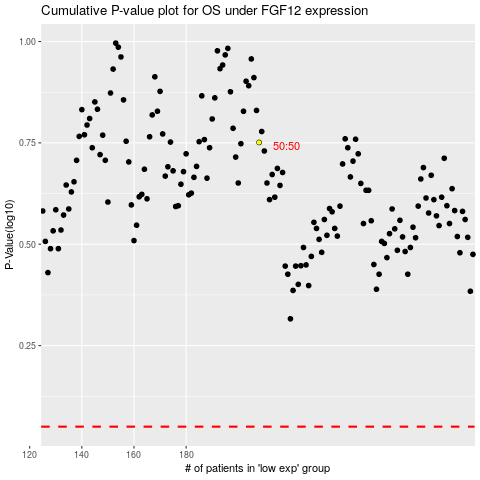 Cumulative P-value plot for OS under FGF12 expression
1.00
0.75
0.50
0.25
50:50
P-Value(log10)
120 140 160 180
# of patients in 'low exp' group